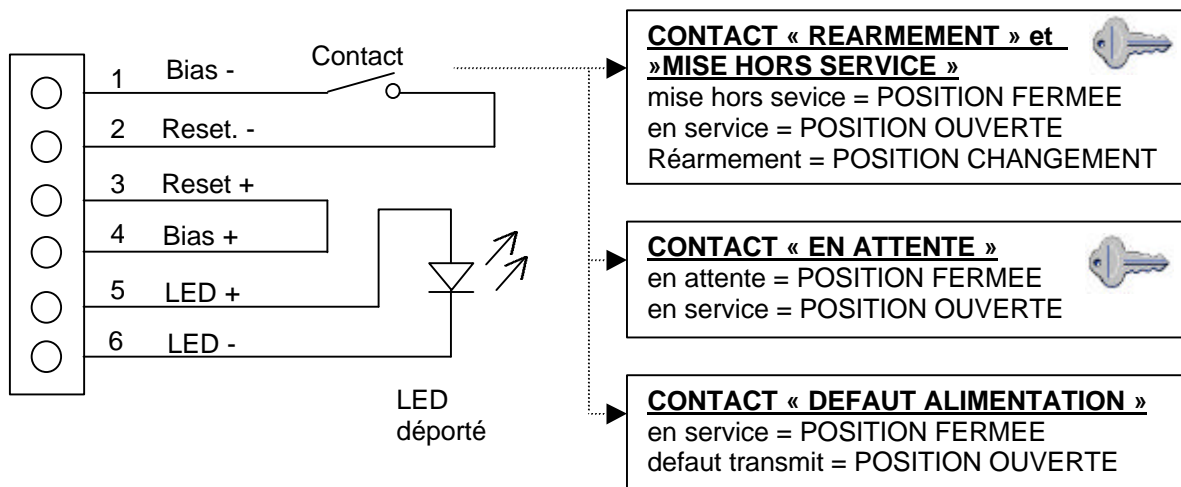 1 Bias - Contact
2 Reset. -
3 Reset +
4 Bias +
5 LED +
6 LED -
LED
déporté
CONTACT « REARMEMENT » et
»MISE HORS SERVICE »
mise hors sevice = POSITION FERMEE
en service = POSITION OUVERTE
Réarmement = POSITION CHANGEMENT
CONTACT « EN ATTENTE »
en attente = POSITION FERMEE
en service = POSITION OUVERTE
CONTACT « DEFAUT ALIMENTATION »
en service = POSITION FERMEE
defaut transmit = POSITION OUVERTE